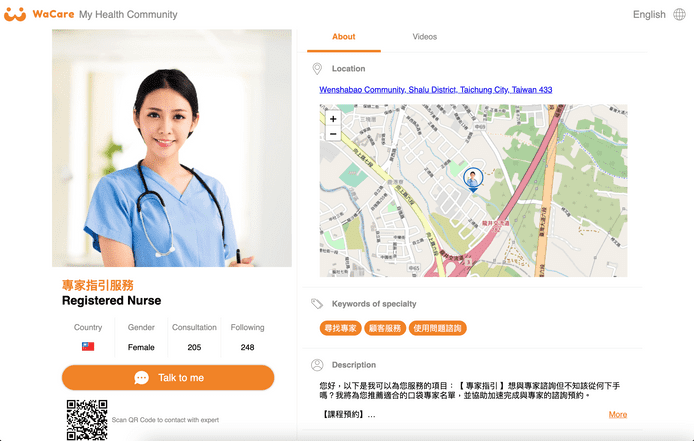 WaCare My Health Community
English
About Videos
Location
Wenshabao Community, Shalu District, Taichung City, Taiwan 433
+
−
專家指引服務
Registered Nurse
Country Gender Consultation Following
Female 205 248
Talk to me
Scan QR Code to contact with expert
Keywords of specialty
尋找專家 顧客服務 使用問題諮詢
Description
您好，以下是我可以為您服務的項目：【 專家指引 】想與專家諮詢但不知該從何下手
嗎？我將為您推薦適合的口袋專家名單，並協助加速完成與專家的諮詢預約。
【課程預約】...
More